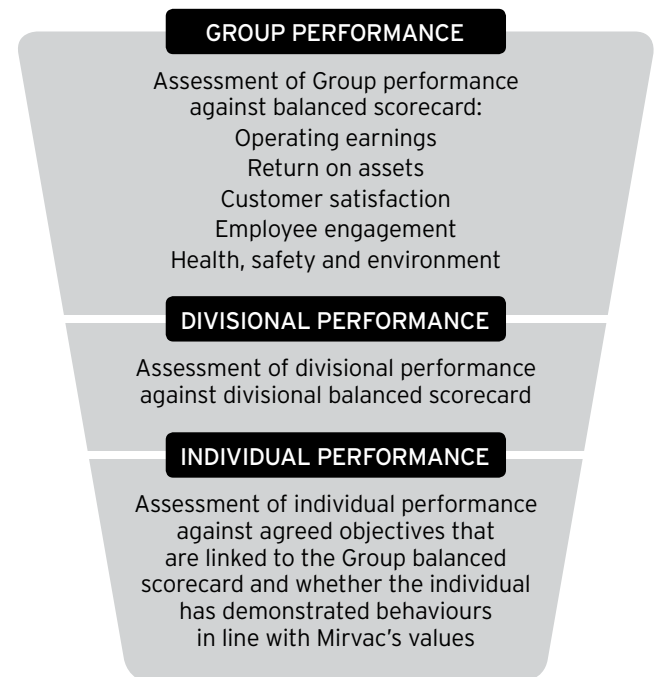 GROUP PERFORMANCE
Assessment of Group performance
against balanced scorecard:
Operating earnings
Return on assets
Customer satisfaction
Employee engagement
Health, safety and environment
DIVISIONAL PERFORMANCE
Assessment of divisional performance
against divisional balanced scorecard
INDIVIDUAL PERFORMANCE
Assessment of individual performance
against agreed objectives that
are linked to the Group balanced
scorecard and whether the individual
has demonstrated behaviours
in line with Mirvac's values